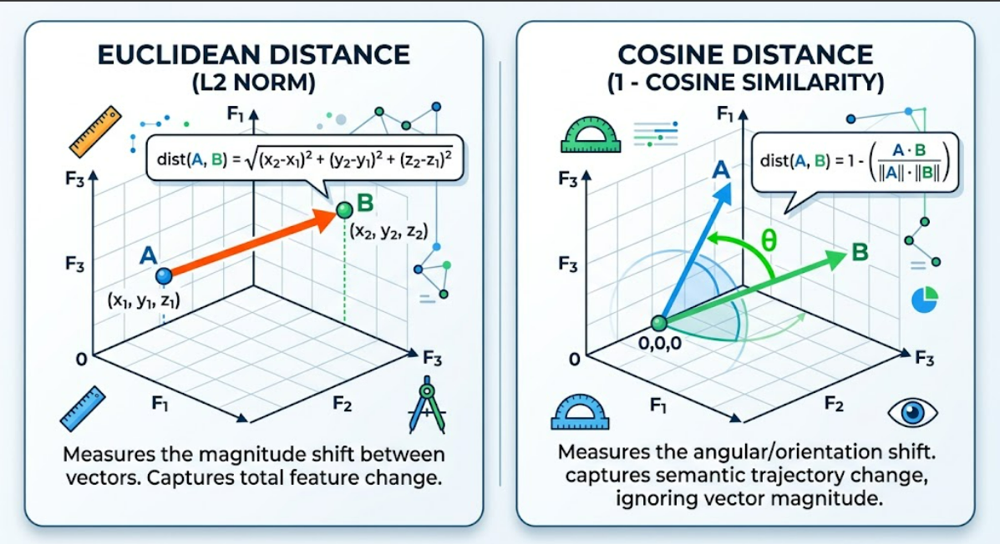 EUCLIDEAN DISTANCE
(L2 NORM)
F₁
dist(A, B) = √(x₂-x₁)² + (y₂-y₁)² + (z₂-z₁)²
F₃
B
(x₂, y₂, z₂)
A
F₃
(x₁, y₁, z₁)
0
F₃
F₁
F₂
Measures the magnitude shift between
vectors. Captures total feature change.
COSINE DISTANCE
(1 - COSINE SIMILARITY)
F₁
dist(A, B) = 1 - (A · B / ‖A‖ · ‖B‖)
F₃
A
θ
B
F₃
0,0,0
0
F₃
F₁
F₂
Measures the angular/orientation shift.
captures semantic trajectory change,
ignoring vector magnitude.